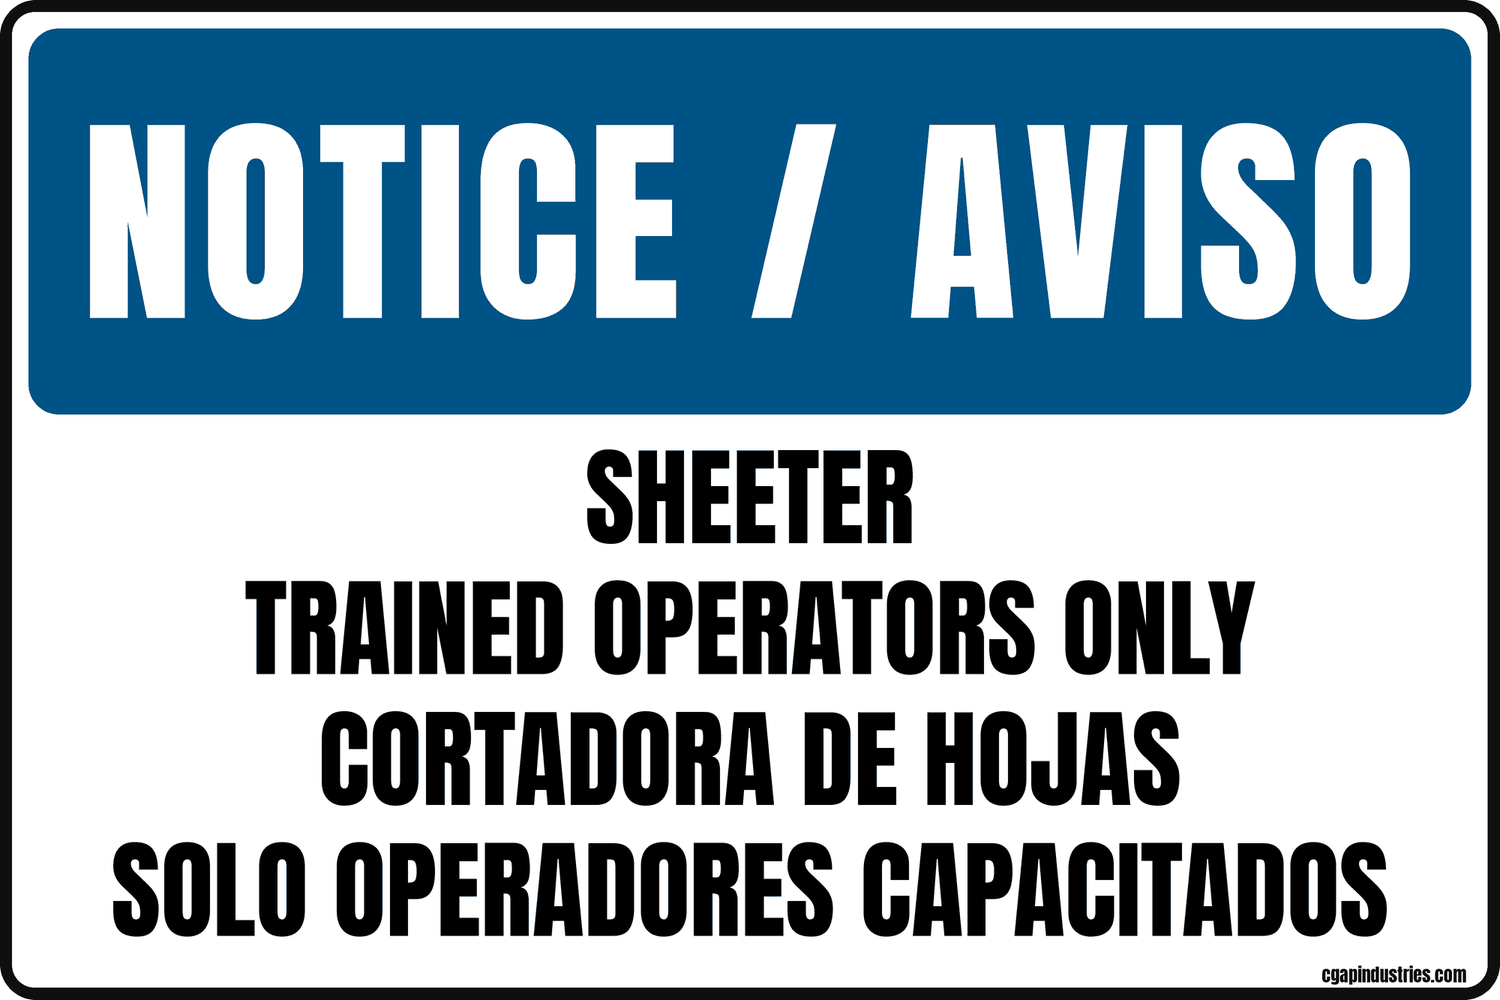 NOTICE / AVISO
SHEETER
TRAINED OPERATORS ONLY
CORTADORA DE HOJAS
SOLO OPERADORES CAPACITADOS
cgapindustries.com